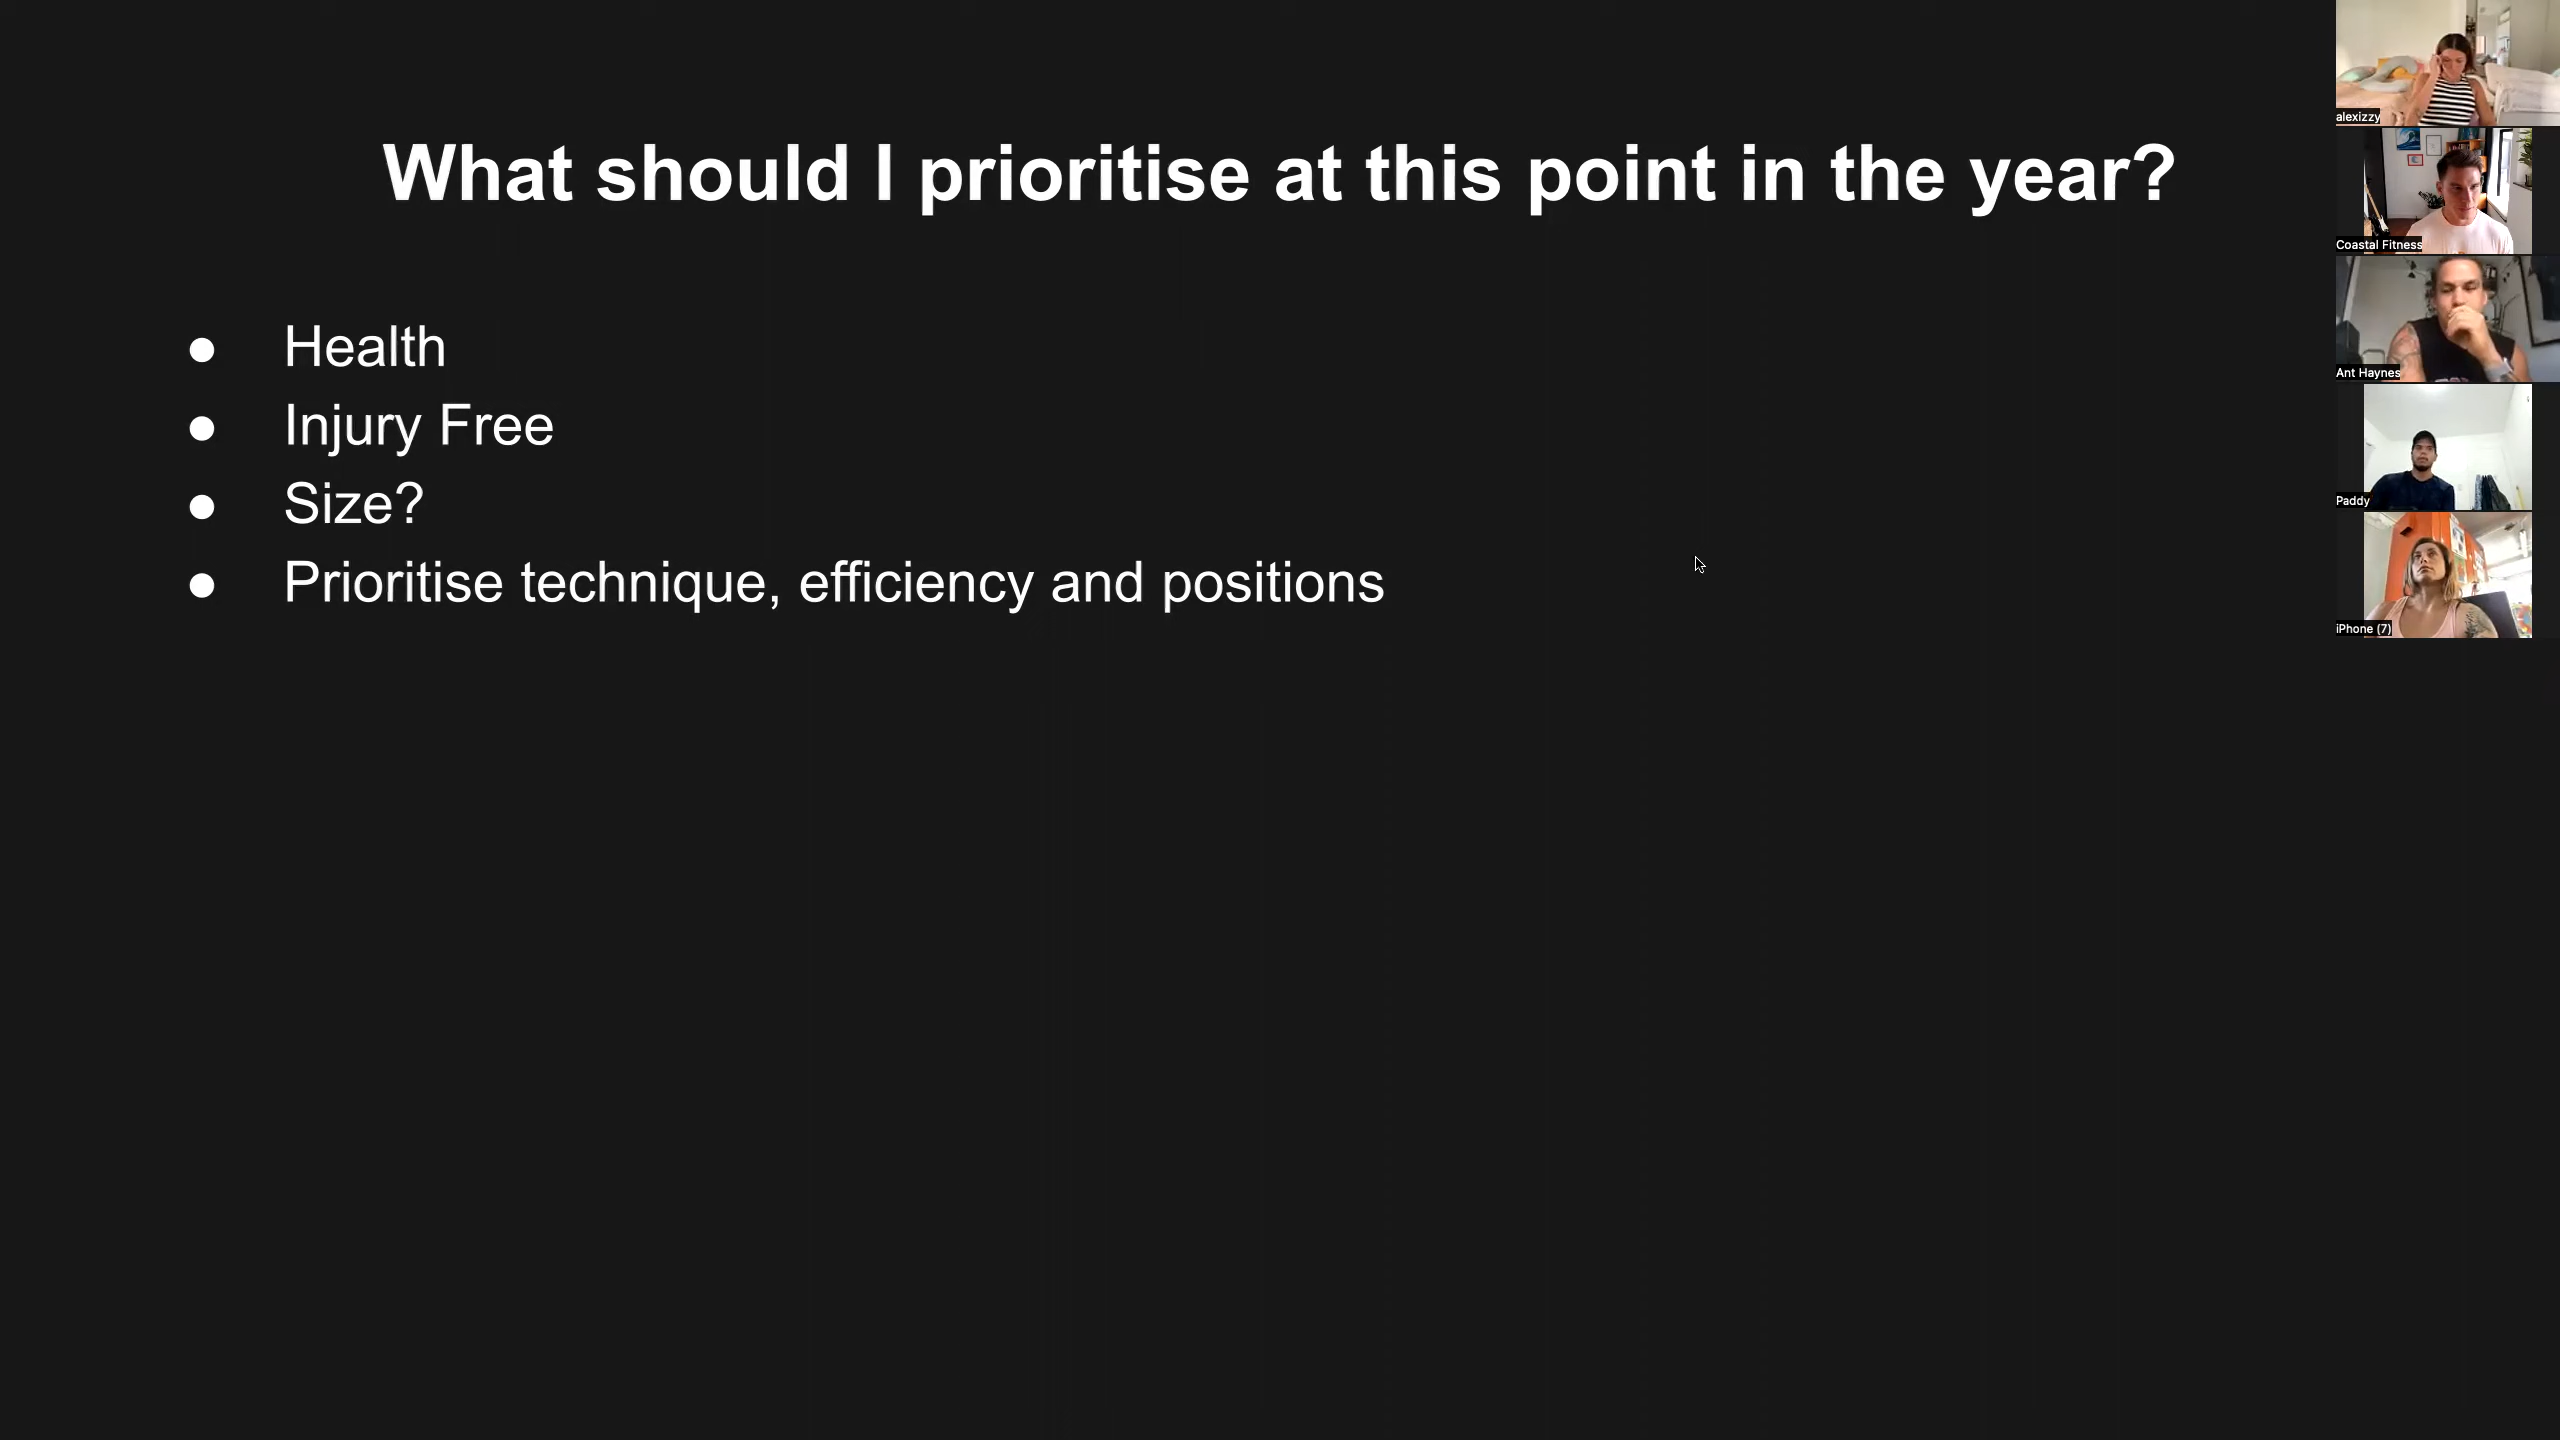 What should I prioritise at this point in the year?
● Health
● Injury Free
● Size?
● Prioritise technique, efficiency and positions
alexizzy
Coastal Fitness
Ant Haynes
Paddy
iPhone (7)